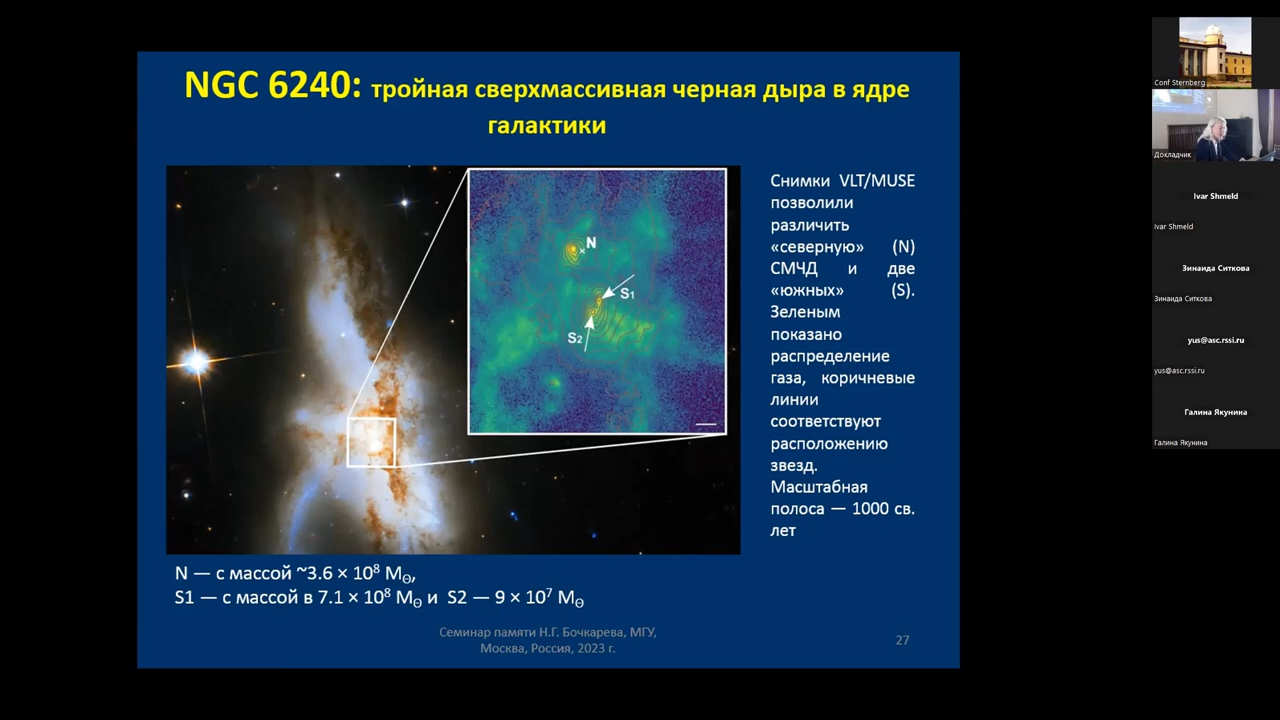 NGC 6240: тройная сверхмассивная черная дыра в ядре
галактики
N
S1
S2
Снимки VLT/MUSE
позволили
различить
«северную» (N)
СМЧД и две
«южных» (S).
Зеленым
показано
распределение
газа, коричневые
линии
соответствуют
расположению
звезд.
Масштабная
полоса — 1000 св.
лет
N — с массой ~3.6 × 10⁸ M☉,
S1 — с массой в 7.1 × 10⁸ M☉ и S2 — 9 × 10⁷ M☉
Семинар памяти Н.Г. Бочкарева, МГУ,
Москва, Россия, 2023 г.
27
Conf Sternberg
Докладчик
Ivar Shmeld
Ivar Shmeld
Зинаида Ситкова
Зинаида Ситкова
yus@asc.rssi.ru
yus@asc.rssi.ru
Галина Якунина
Галина Якунина